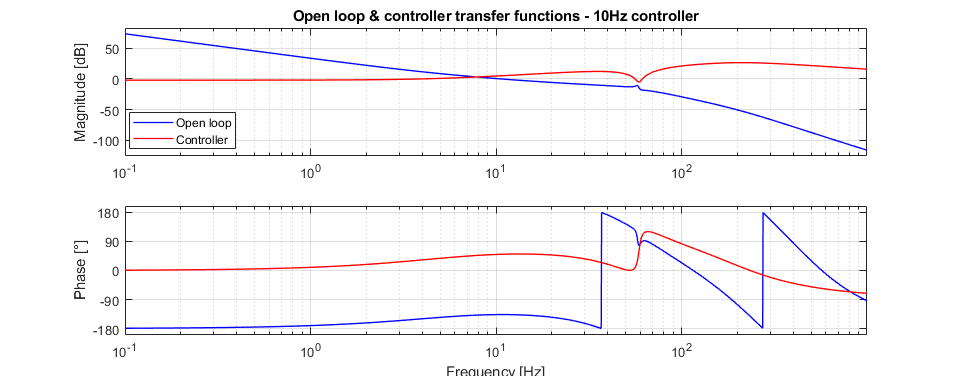 Open loop & controller transfer functions - 10Hz controller
Magnitude [dB]
50
0
-50
-100
Open loop
Controller
10^-1
10^0
10^1
10^2
Phase [°]
180
90
0
-90
-180
10^-1
10^0
10^1
10^2
Frequency [Hz]